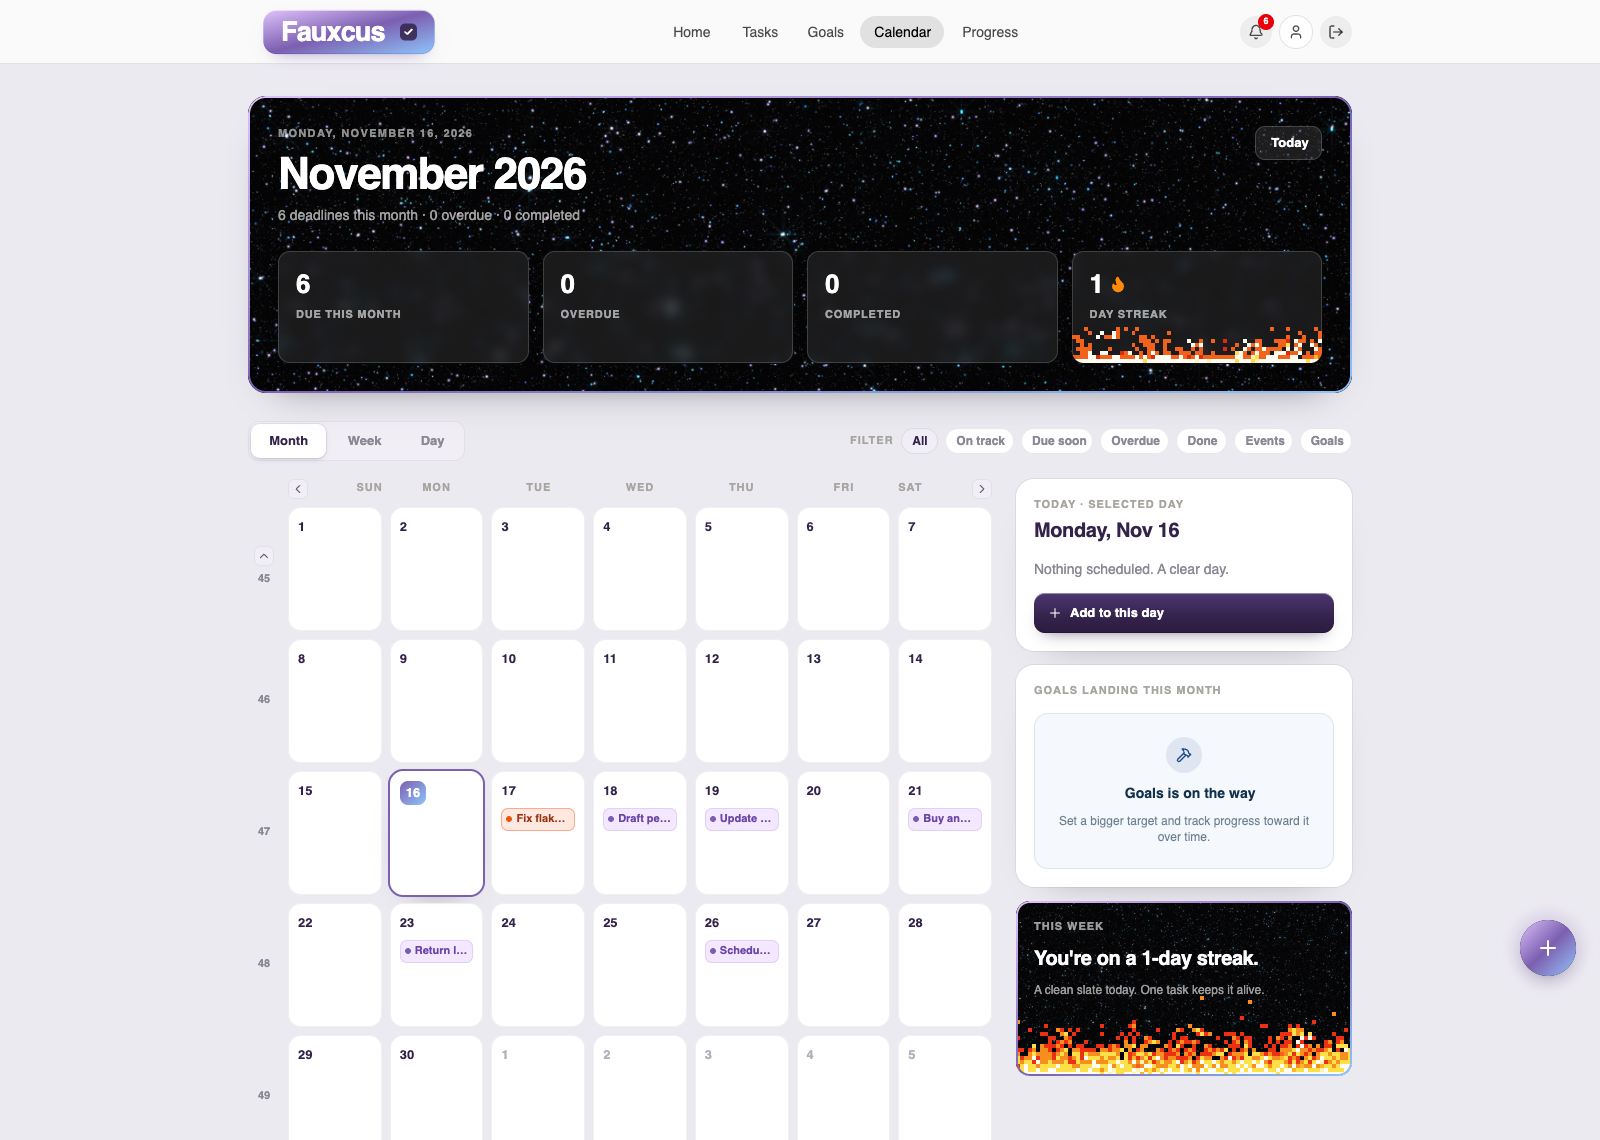 Fauxcus
Home Tasks Goals Calendar Progress
6
MONDAY, NOVEMBER 16, 2026
Today
November 2026
6 deadlines this month · 0 overdue · 0 completed
6
DUE THIS MONTH
0
OVERDUE
0
COMPLETED
1
DAY STREAK
Month Week Day
FILTER All On track Due soon Overdue Done Events Goals
SUN MON TUE WED THU FRI SAT
45
1 2 3 4 5 6 7
46
8 9 10 11 12 13 14
47
15 16 17 18 19 20 21
Fix flak... Draft pe... Update ... Buy an...
48
22 23 24 25 26 27 28
Return l... Schedu...
49
29 30 1 2 3 4 5
TODAY · SELECTED DAY
Monday, Nov 16
Nothing scheduled. A clear day.
+ Add to this day
GOALS LANDING THIS MONTH
Goals is on the way
Set a bigger target and track progress toward it
over time.
THIS WEEK
You're on a 1-day streak.
A clean slate today. One task keeps it alive.
+